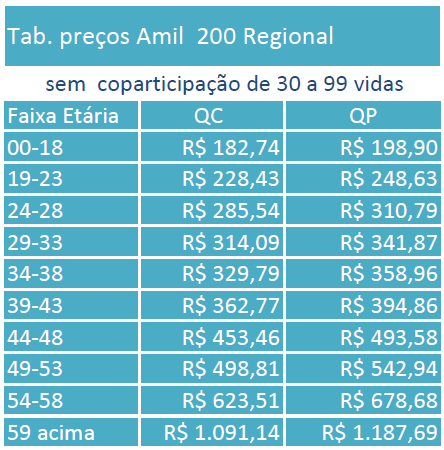 Tab. preços Amil 200 Regional
sem coparticipação de 30 a 99 vidas
Faixa Etária QC QP
00-18 R$ 182,74 R$ 198,90
19-23 R$ 228,43 R$ 248,63
24-28 R$ 285,54 R$ 310,79
29-33 R$ 314,09 R$ 341,87
34-38 R$ 329,79 R$ 358,96
39-43 R$ 362,77 R$ 394,86
44-48 R$ 453,46 R$ 493,58
49-53 R$ 498,81 R$ 542,94
54-58 R$ 623,51 R$ 678,68
59 acima R$ 1.091,14 R$ 1.187,69